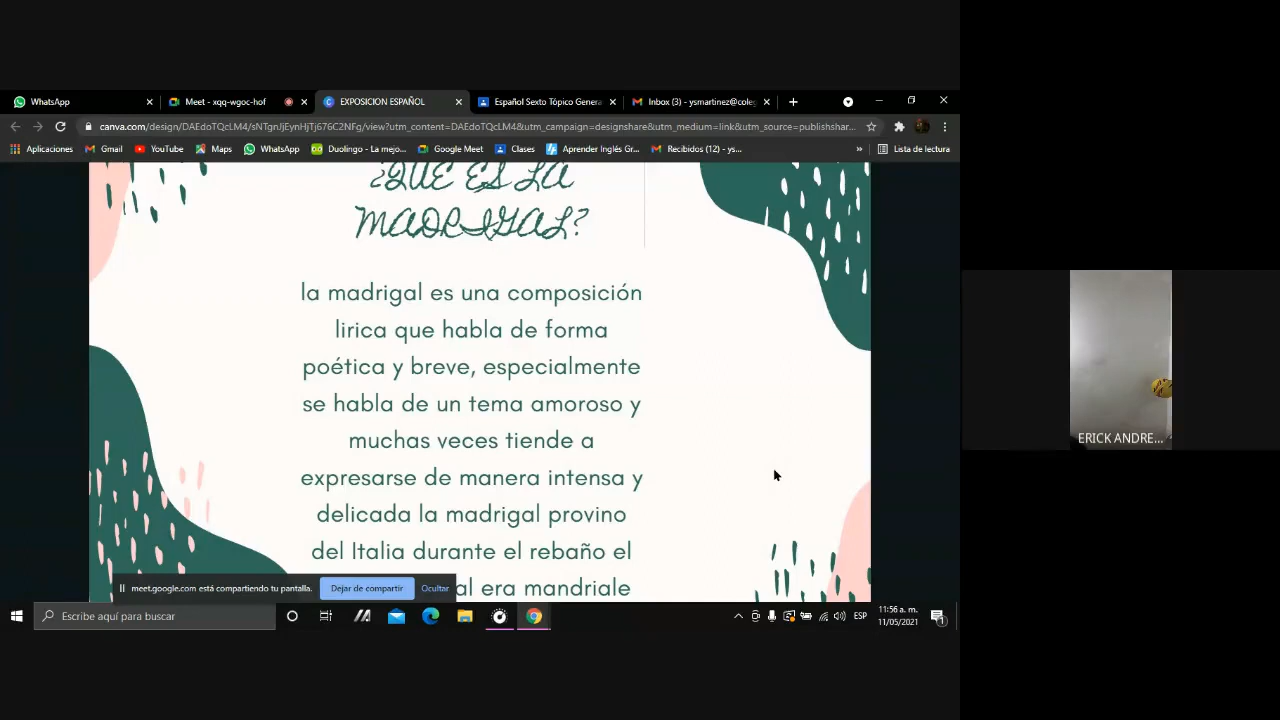 WhatsApp
Meet - xqq-wgoc-hof
EXPOSICION ESPAÑOL
Español Sexto Tópico Genera
Inbox (3) - ysmartinez@cole
canva.com/design/DAEdoTQcLM4/sNTgnJjEynHjTj676C2NFg/view?utm_content=DAEdoTQcLM4&utm_campaign=designshare&utm_medium=link&utm_source=publishshar...
Aplicaciones
Gmail
YouTube
Maps
WhatsApp
Duolingo - La mejo...
Google Meet
Clases
Aprender Inglés Gr...
Recibidos (12) - ys...
»
Lista de lectura
¿QUE ES LA
MADRIGAL?
la madrigal es una composición
lirica que habla de forma
poética y breve, especialmente
se habla de un tema amoroso y
muchas veces tiende a
expresarse de manera intensa y
delicada la madrigal provino
del Italia durante el rebaño el
al era mandriale
meet.google.com está compartiendo tu pantalla.
Dejar de compartir
Ocultar
ERICK ANDRE...
Escribe aquí para buscar
ESP
11:56 a. m.
11/05/2021
1